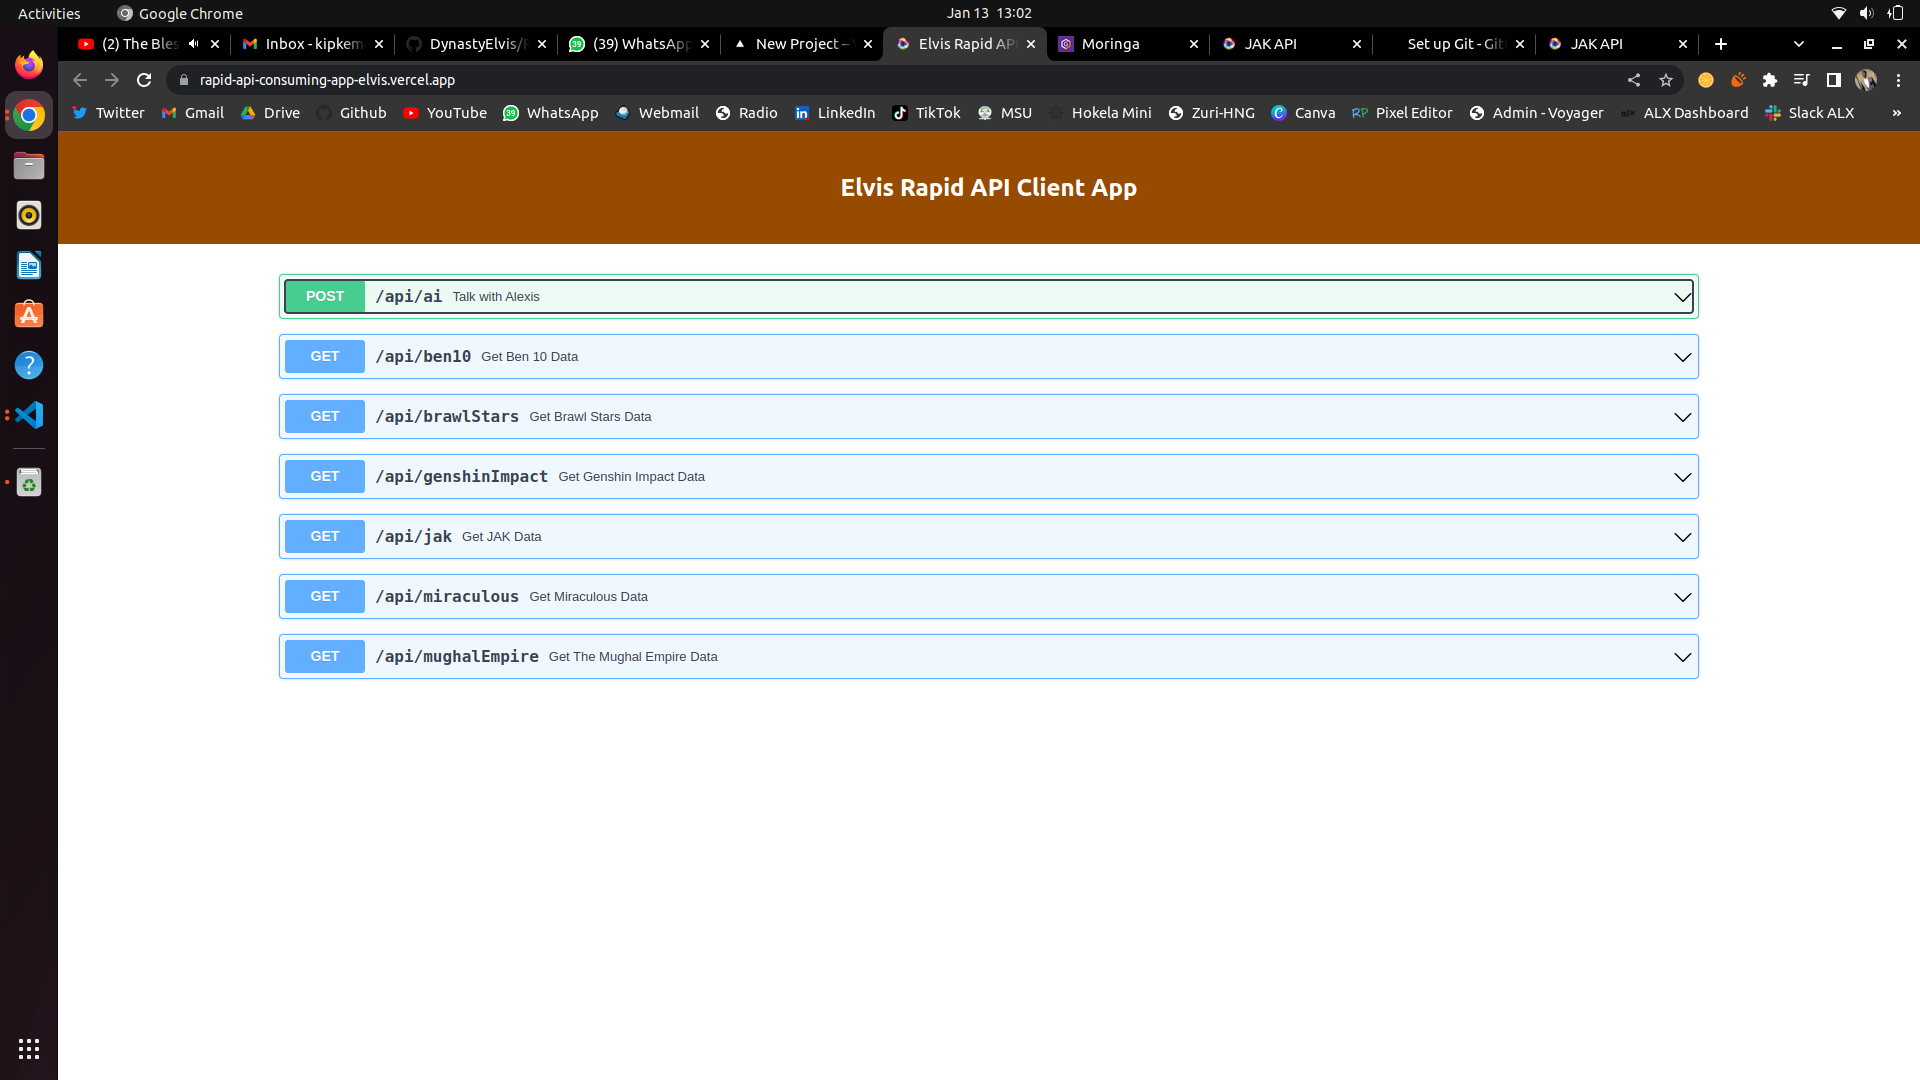 Activities Google Chrome Jan 13 13:02
(2) The Bles Inbox - kipkem DynastyElvis/ (39) WhatsApp New Project – Elvis Rapid API Moringa JAK API Set up Git - Git JAK API
rapid-api-consuming-app-elvis.vercel.app
Twitter Gmail Drive Github YouTube 39 WhatsApp Webmail Radio LinkedIn TikTok MSU Hokela Mini Zuri-HNG Canva RP Pixel Editor Admin - Voyager ALX Dashboard Slack ALX »
Elvis Rapid API Client App
POST /api/ai Talk with Alexis
GET /api/ben10 Get Ben 10 Data
GET /api/brawlStars Get Brawl Stars Data
GET /api/genshinImpact Get Genshin Impact Data
GET /api/jak Get JAK Data
GET /api/miraculous Get Miraculous Data
GET /api/mughalEmpire Get The Mughal Empire Data